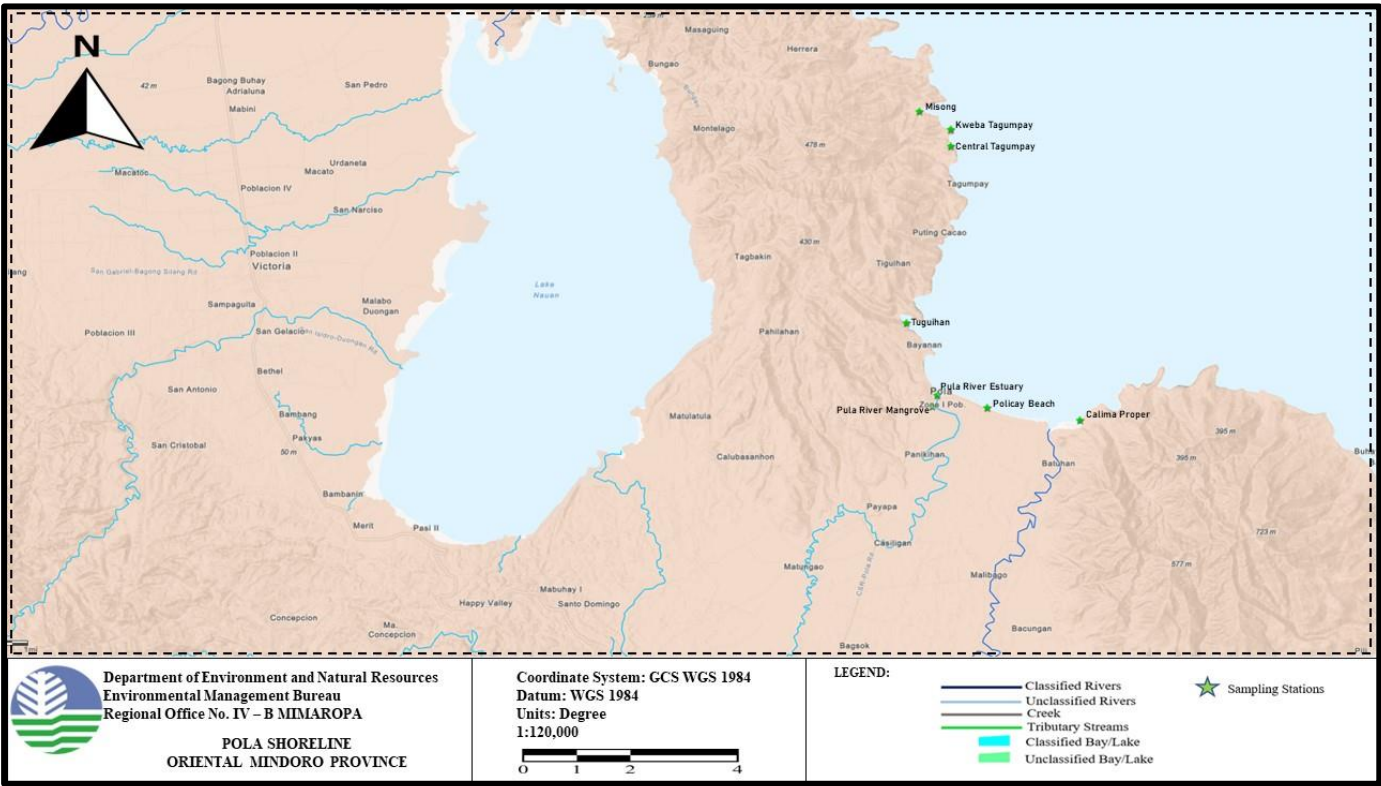 N
Masaguing
Herrera
Bungao
42 m
Bagong Buhay
Adrialuna
San Pedro
Mabini
Misong
Kweba Tagumpay
Montelago
478 m
Central Tagumpay
Urdaneta
Macatoc
Macato
Poblacion IV
Tagumpay
San Narciso
Puting Cacao
430 m
Poblacion II
Victoria
Tagbakin
Tiguihan
San Gabriel-Bagong Silang Rd
Lake
Nauan
Sampaguita
Malabo
Duongan
Tuguihan
Poblacion III
San Gelacio
Pahilahan
Bayanan
Bethel
San Antonio
Pula River Estuary
Pola
Zone I Pob.
Policay Beach
Pula River Mangrove
Calima Proper
Bambang
Matulatula
Pakyas
395 m
San Cristobal
50 m
Calubasanhon
Panikihan
Batuhan
395 m
Bambanin
Payapa
Merit
Pasi II
723 m
Casiligan
Matungao
577 m
Malibago
Mabuhay I
Happy Valley
Santo Domingo
Concepcion
Ma.
Concepcion
Bacungan
Bagsok
Department of Environment and Natural Resources
Environmental Management Bureau
Regional Office No. IV – B MIMAROPA
POLA SHORELINE
ORIENTAL MINDORO PROVINCE
Coordinate System: GCS WGS 1984
Datum: WGS 1984
Units: Degree
1:120,000
0 1 2 4
LEGEND:
Classified Rivers
Unclassified Rivers
Creek
Tributary Streams
Classified Bay/Lake
Unclassified Bay/Lake
Sampling Stations